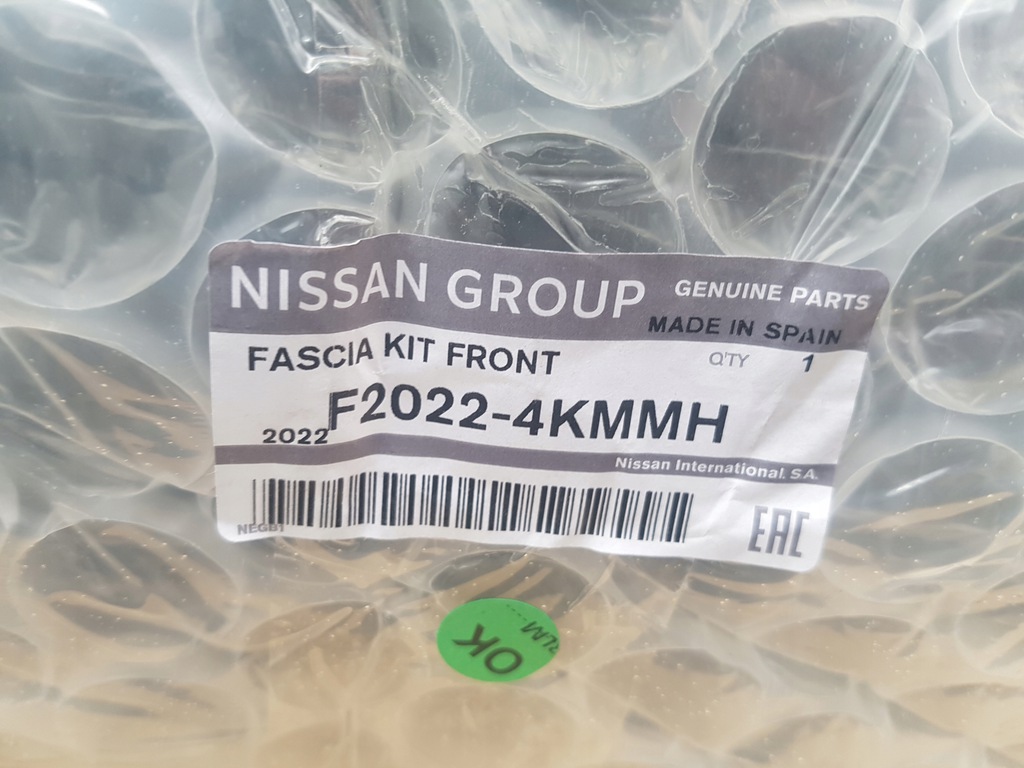 NISSAN GROUP GENUINE PARTS
MADE IN SPAIN
FASCIA KIT FRONT Q'TY 1
F2022-4KMMH
2022
Nissan International. S.A.
NEGB1
EAC
OK